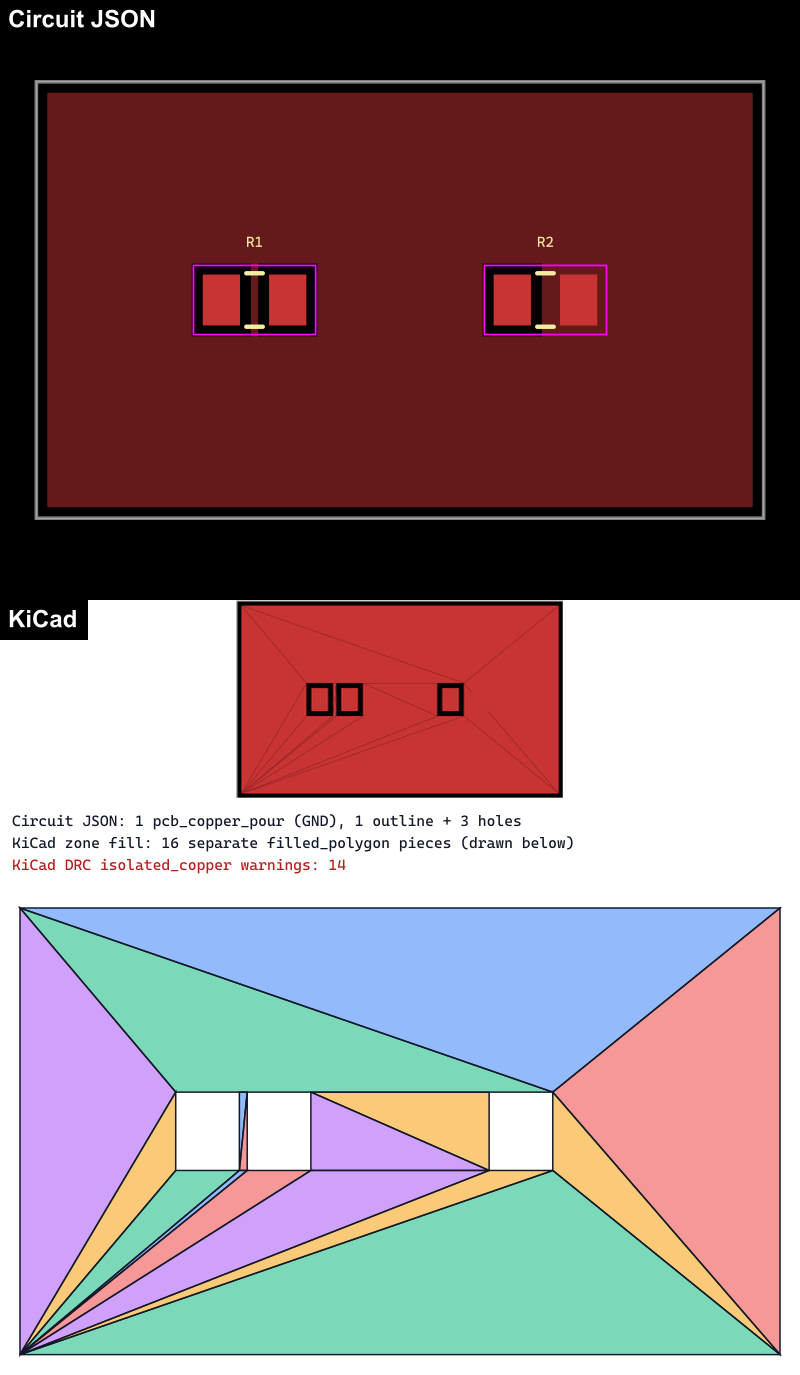 Circuit JSON
R1
R2
KiCad
Circuit JSON: 1 pcb_copper_pour (GND), 1 outline + 3 holes
KiCad zone fill: 16 separate filled_polygon pieces (drawn below)
KiCad DRC isolated_copper warnings: 14